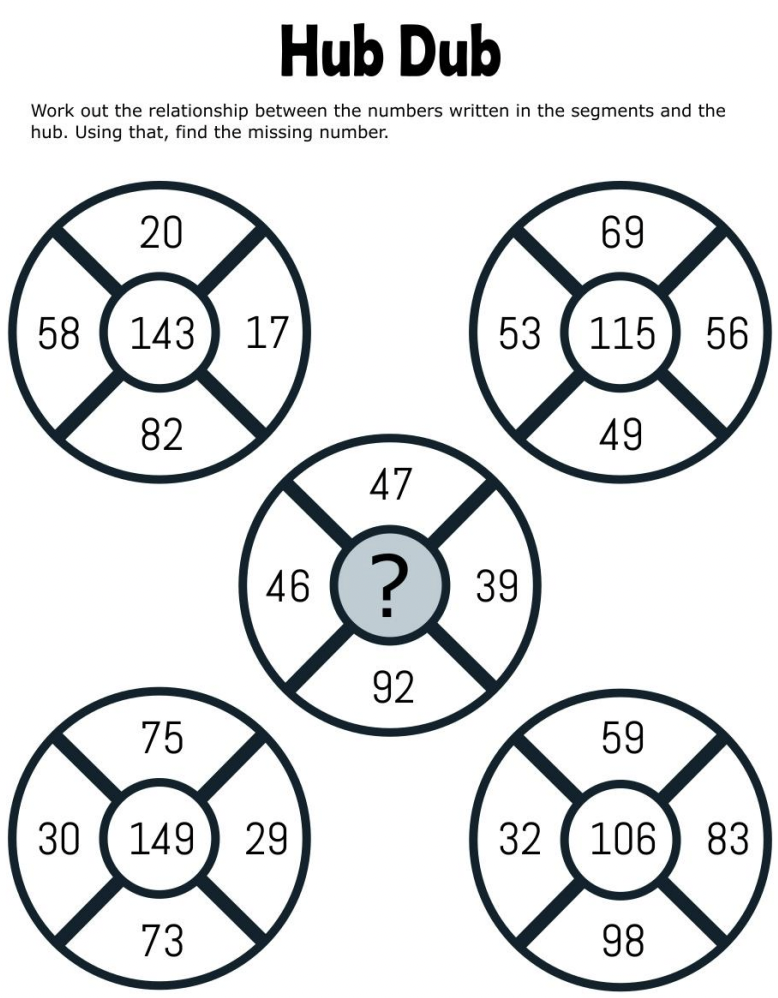 Hub Dub
Work out the relationship between the numbers written in the segments and the
hub. Using that, find the missing number.
20
58 143 17
82
69
53 115 56
49
47
46 ? 39
92
75
30 149 29
73
59
32 106 83
98